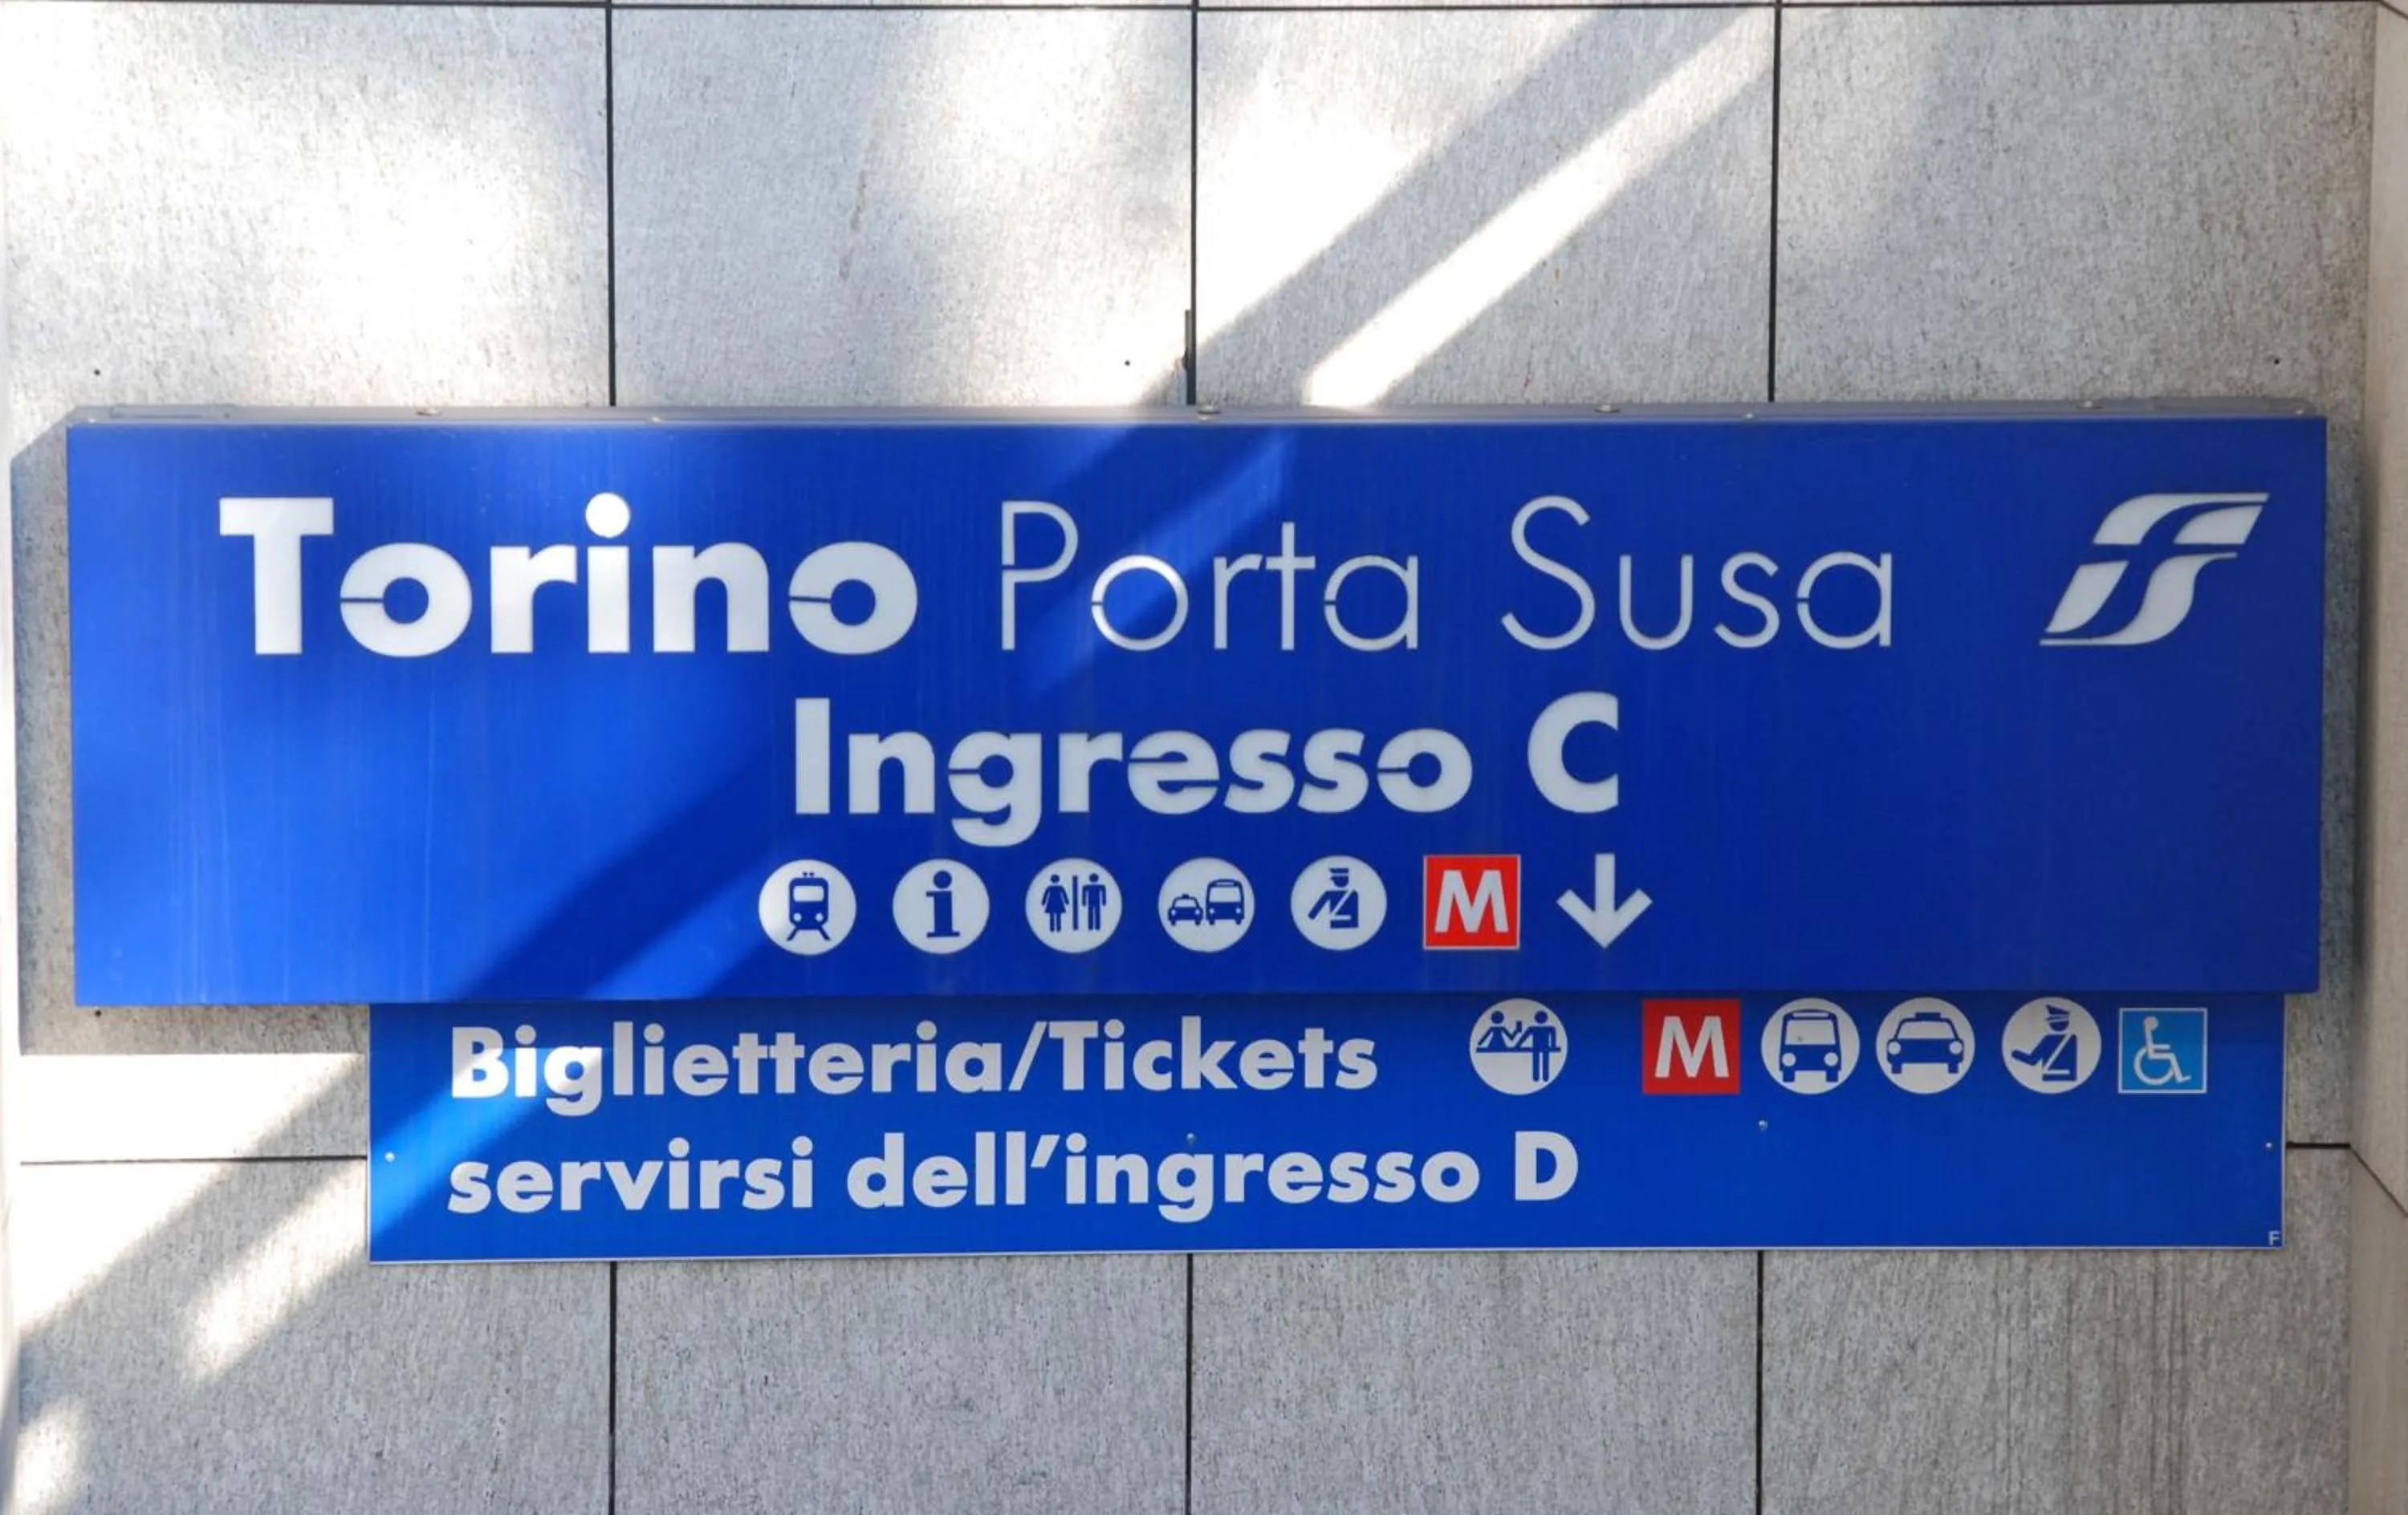 Torino Porta Susa
Ingresso C
M
Biglietteria/Tickets M
servirsi dell'ingresso D
F